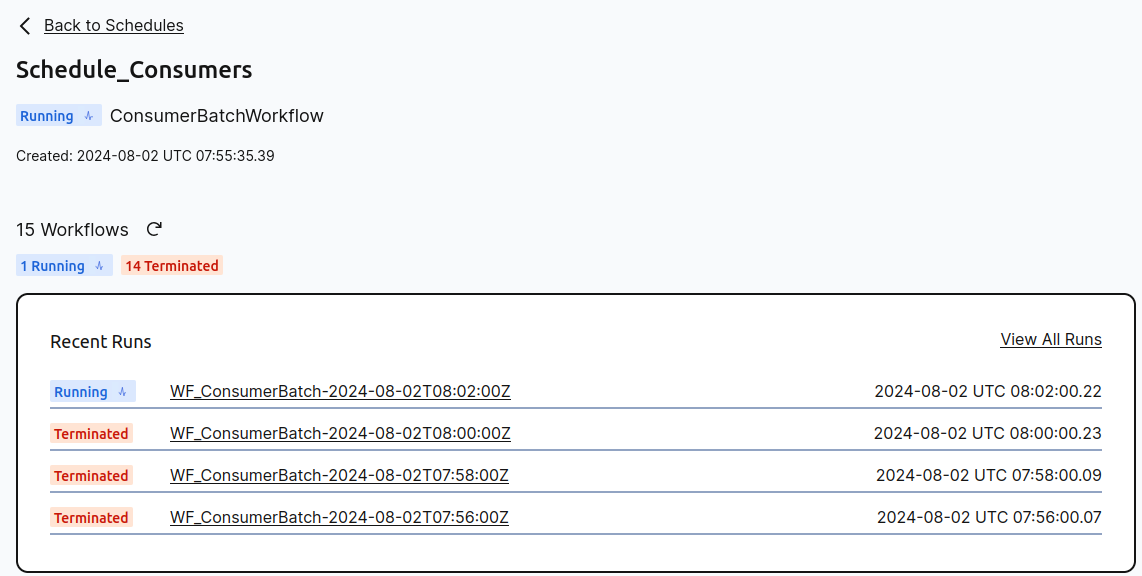 Back to Schedules
Schedule_Consumers
Running ConsumerBatchWorkflow
Created: 2024-08-02 UTC 07:55:35.39
15 Workflows
1 Running 14 Terminated
Recent Runs View All Runs
Running WF_ConsumerBatch-2024-08-02T08:02:00Z 2024-08-02 UTC 08:02:00.22
Terminated WF_ConsumerBatch-2024-08-02T08:00:00Z 2024-08-02 UTC 08:00:00.23
Terminated WF_ConsumerBatch-2024-08-02T07:58:00Z 2024-08-02 UTC 07:58:00.09
Terminated WF_ConsumerBatch-2024-08-02T07:56:00Z 2024-08-02 UTC 07:56:00.07